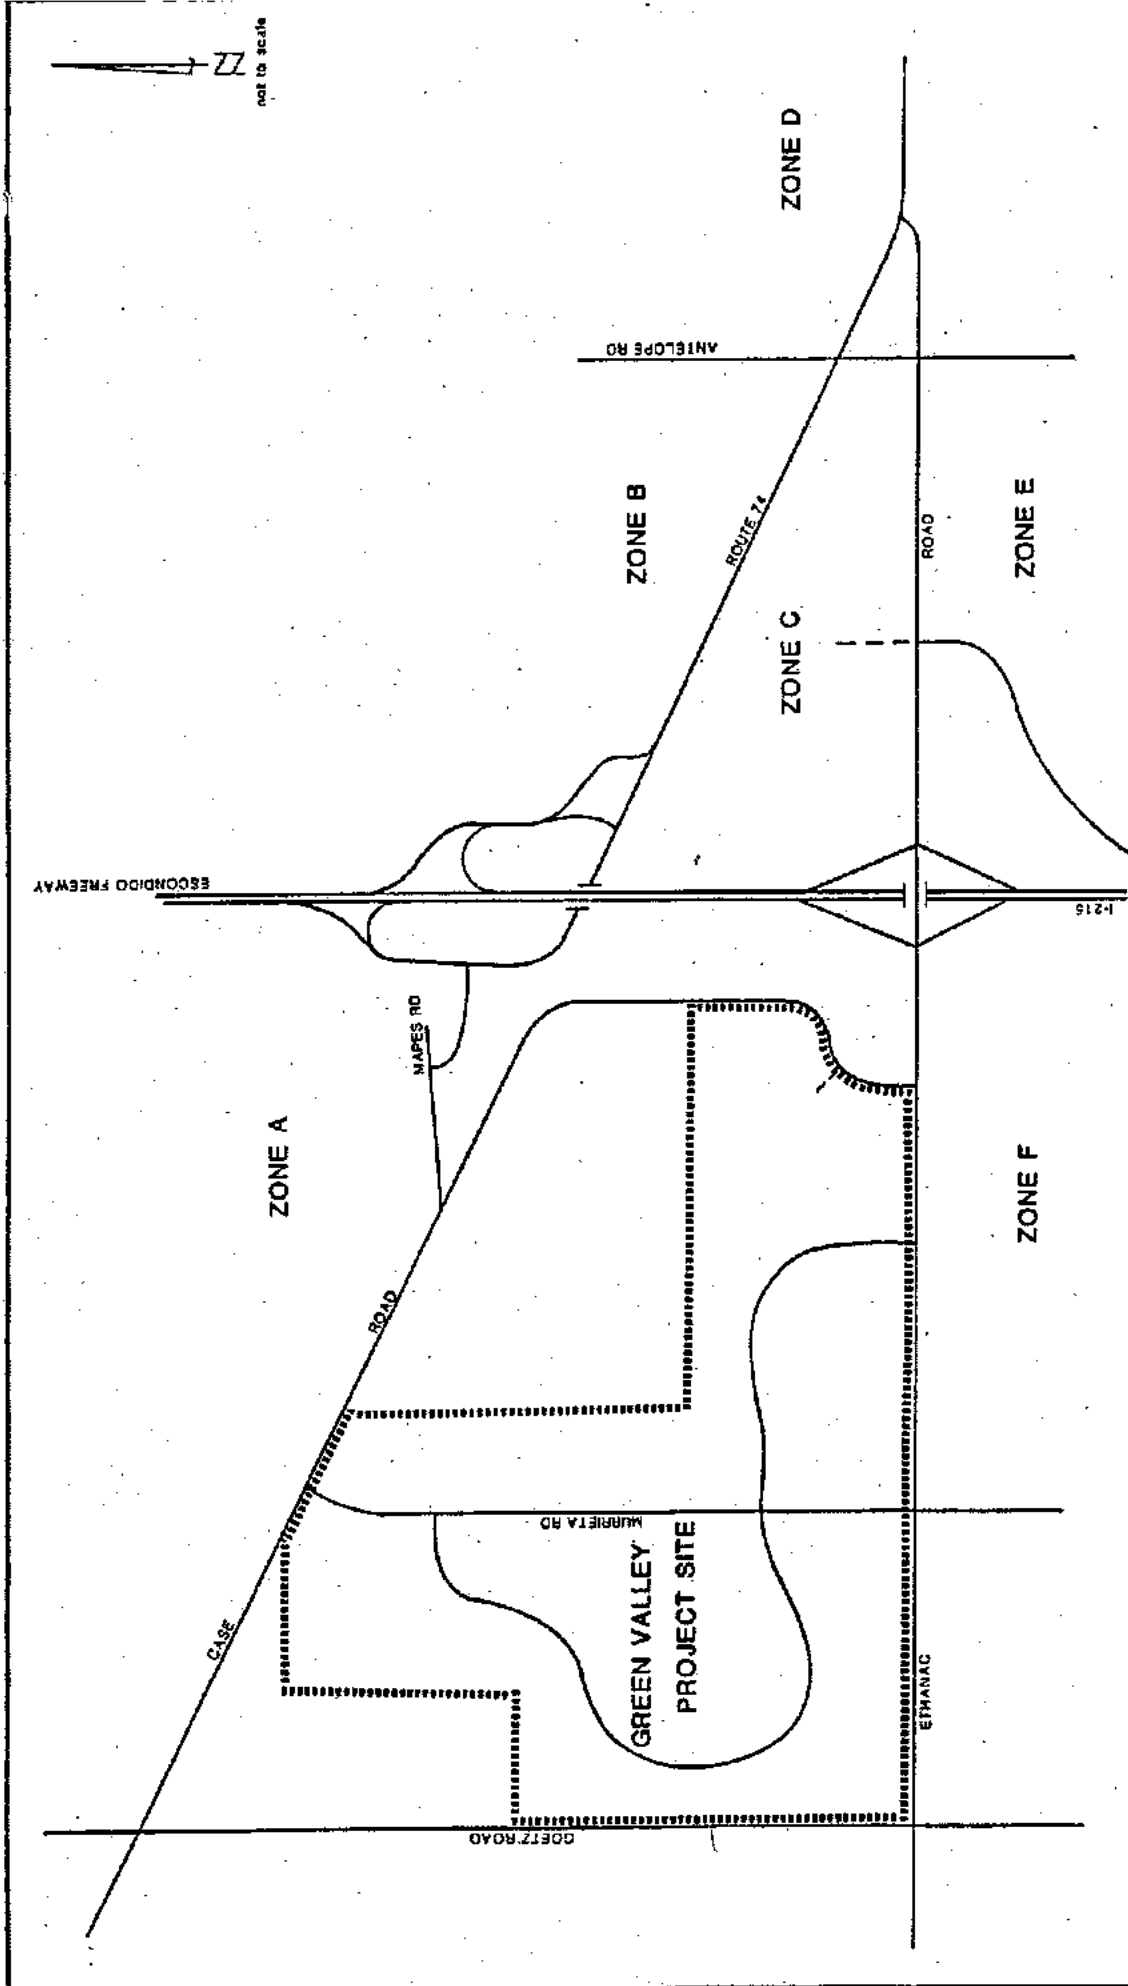 N
not to scale
ESCONDIDO FREEWAY
ZONE D
ANTELOPE RD
ZONE B
ROUTE 74
ZONE C
ROAD
ZONE E
I-215
MAPES RD
ZONE A
ROAD
ZONE F
CASE
MURRIETA RD
GREEN VALLEY
PROJECT SITE
ETHANAC
GOETZ ROAD